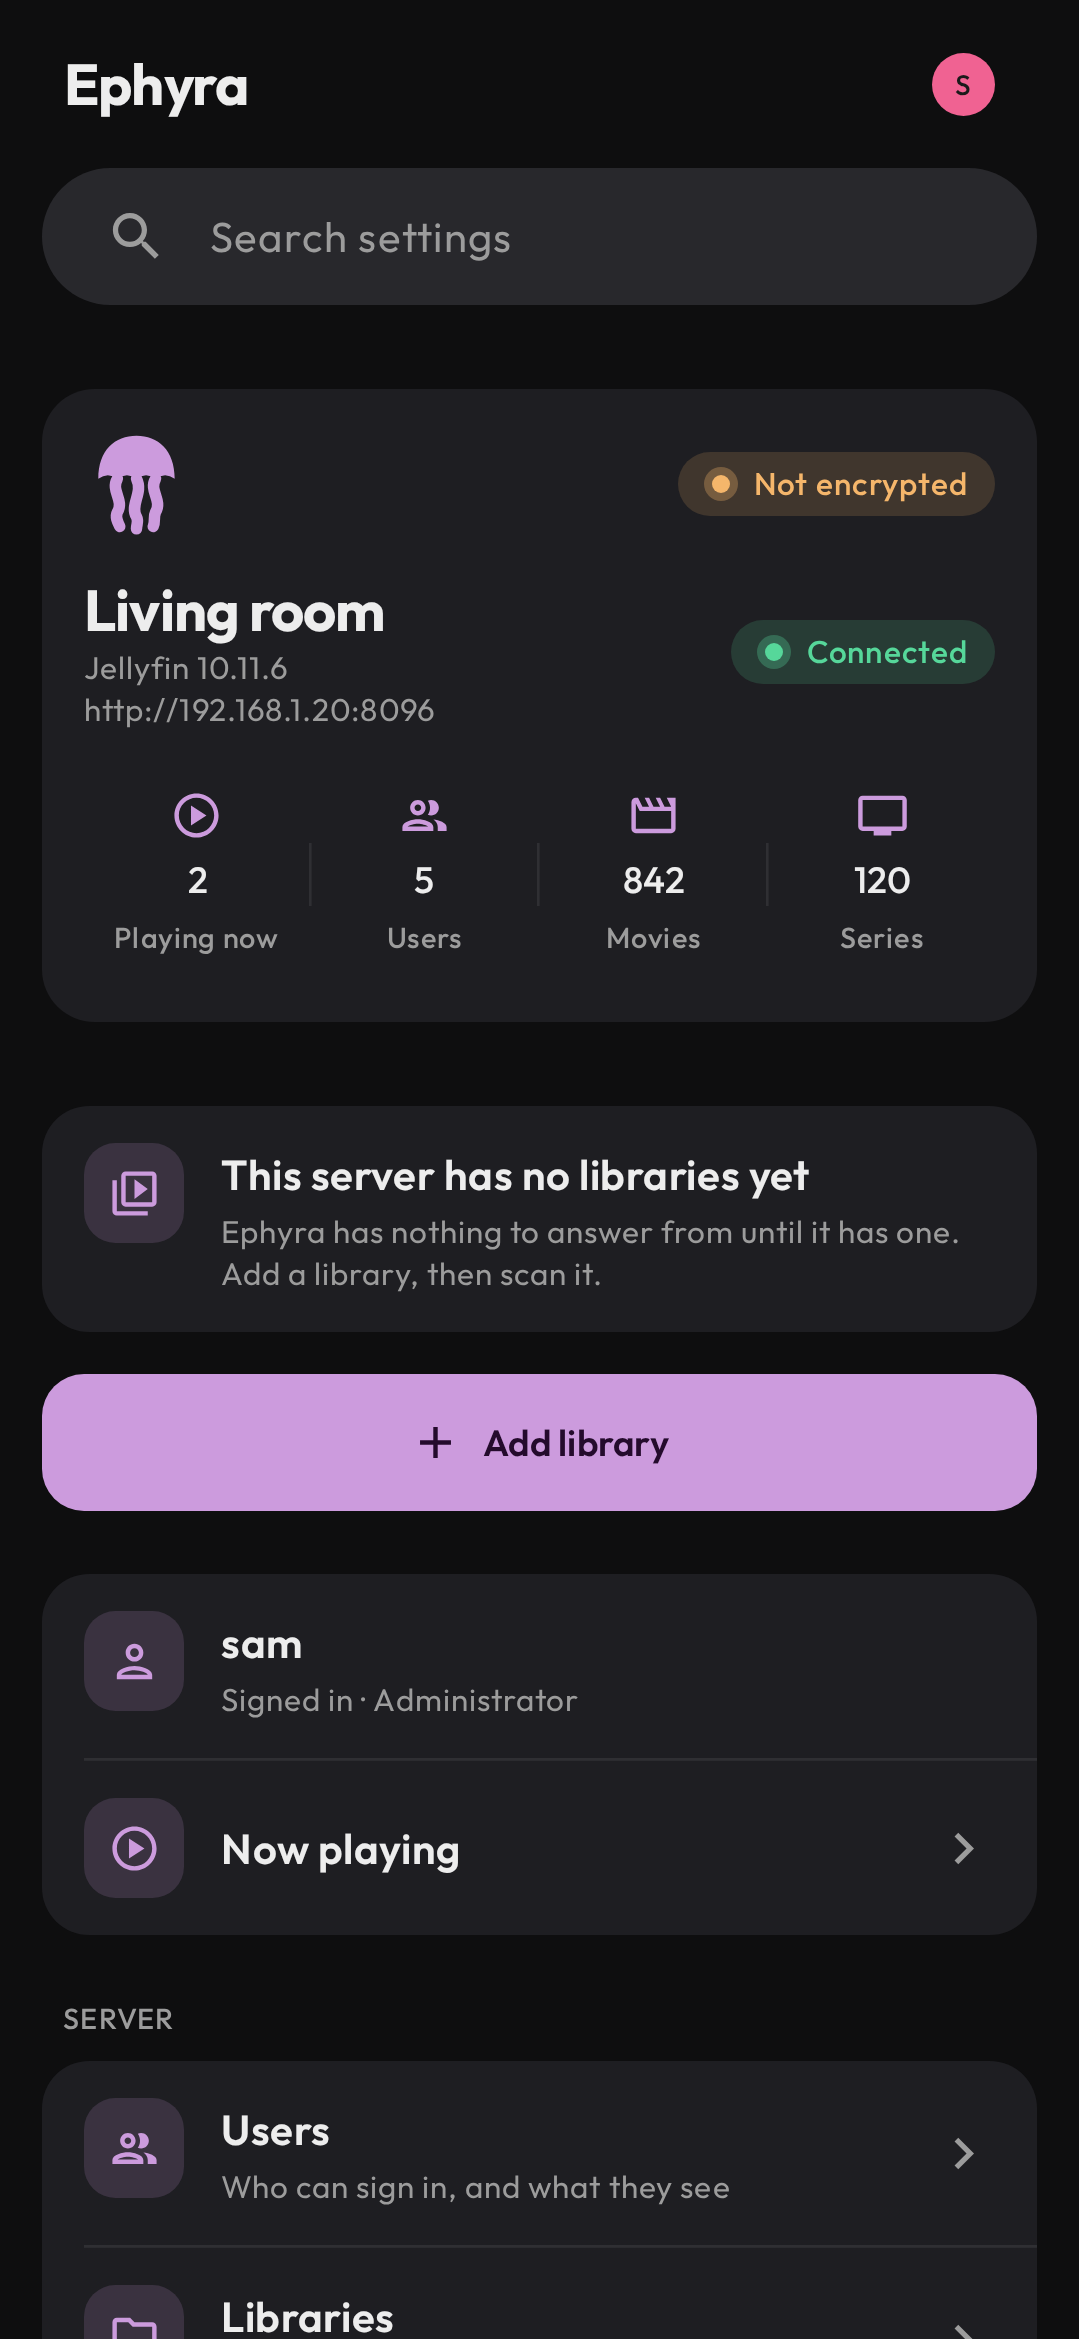 Ephyra
S
Search settings
Not encrypted
Living room
Jellyfin 10.11.6
http://192.168.1.20:8096
Connected
2
Playing now
5
Users
842
Movies
120
Series
This server has no libraries yet
Ephyra has nothing to answer from until it has one.
Add a library, then scan it.
Add library
sam
Signed in · Administrator
Now playing
SERVER
Users
Who can sign in, and what they see
Libraries